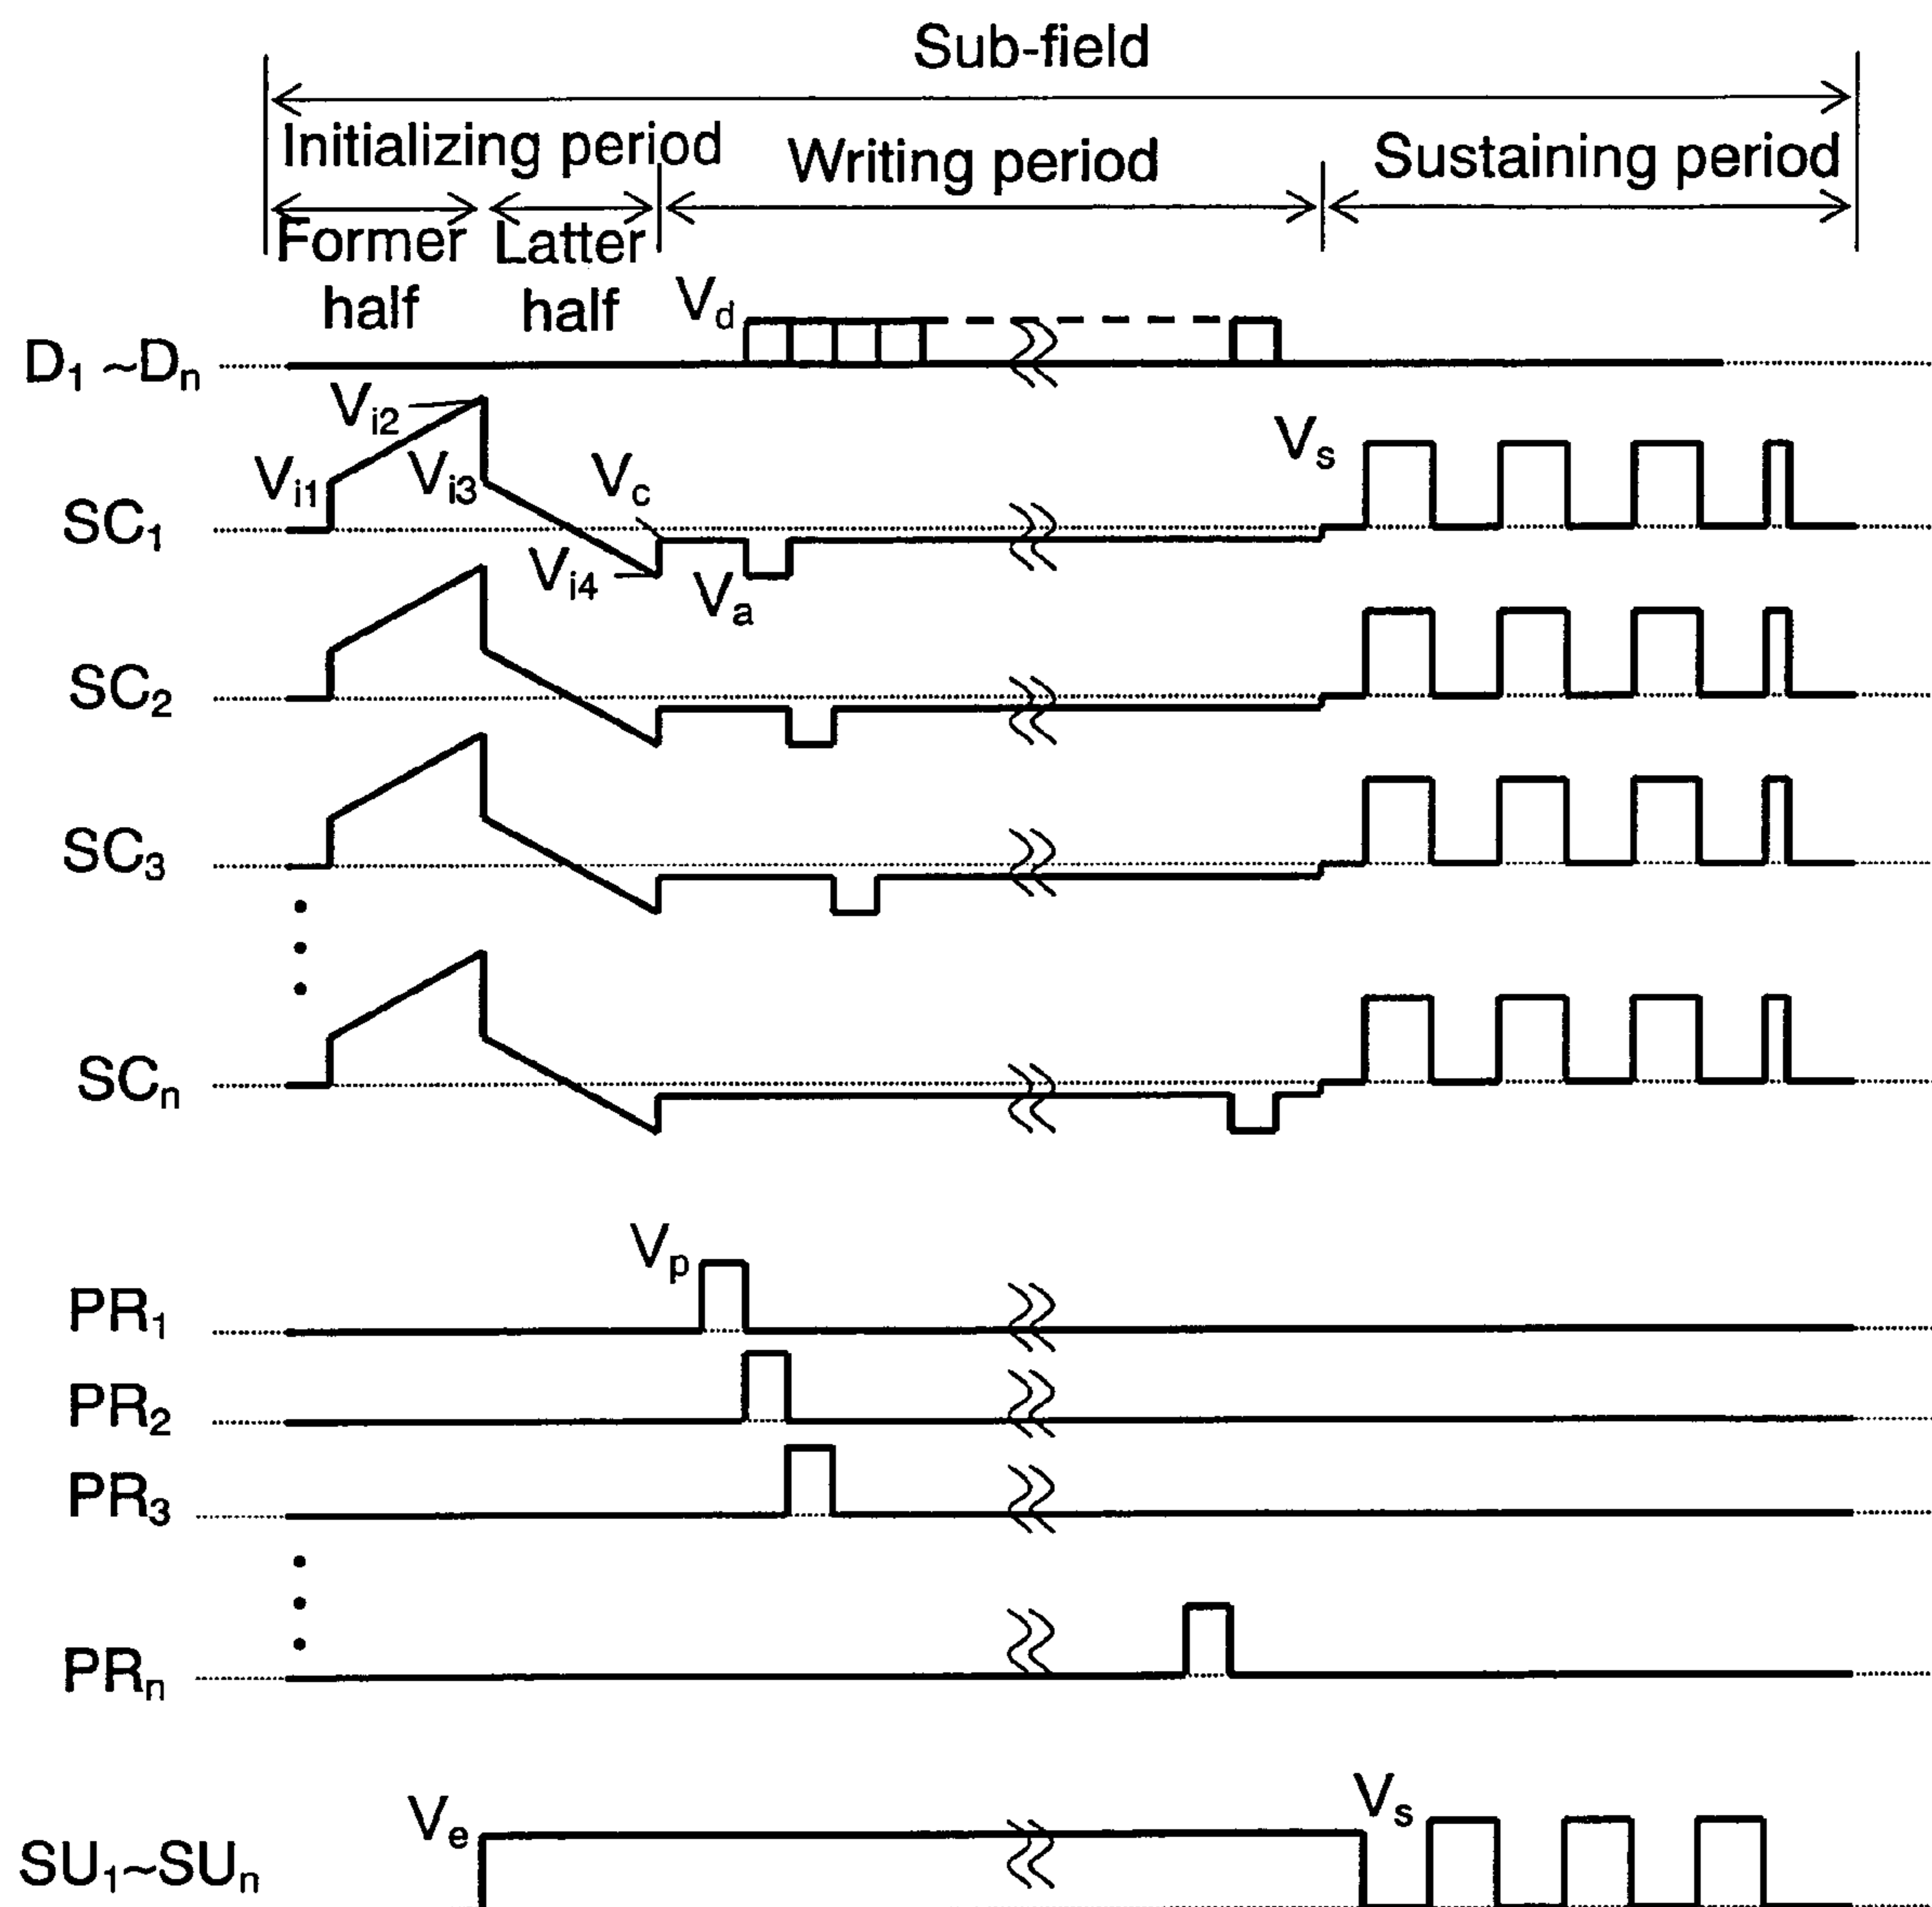 Sub-field
Initializing period
Writing period
Sustaining period
Former half
Latter half
Vd
D1 ~Dn
Vi2
Vi1
Vi3
Vc
Vs
SC1
Vi4
Va
SC2
SC3
SCn
Vp
PR1
PR2
PR3
PRn
Ve
Vs
SU1~SUn